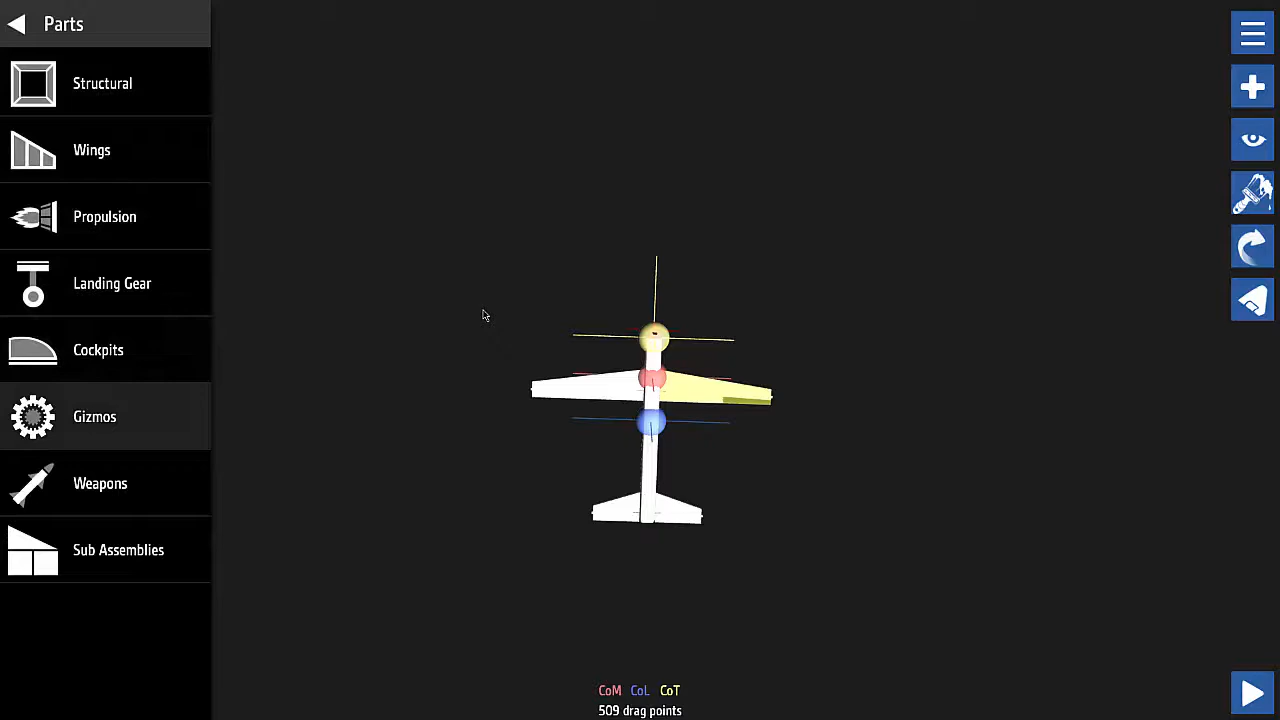 Parts
Structural
Wings
Propulsion
Landing Gear
Cockpits
Gizmos
Weapons
Sub Assemblies
CoM CoL CoT
509 drag points